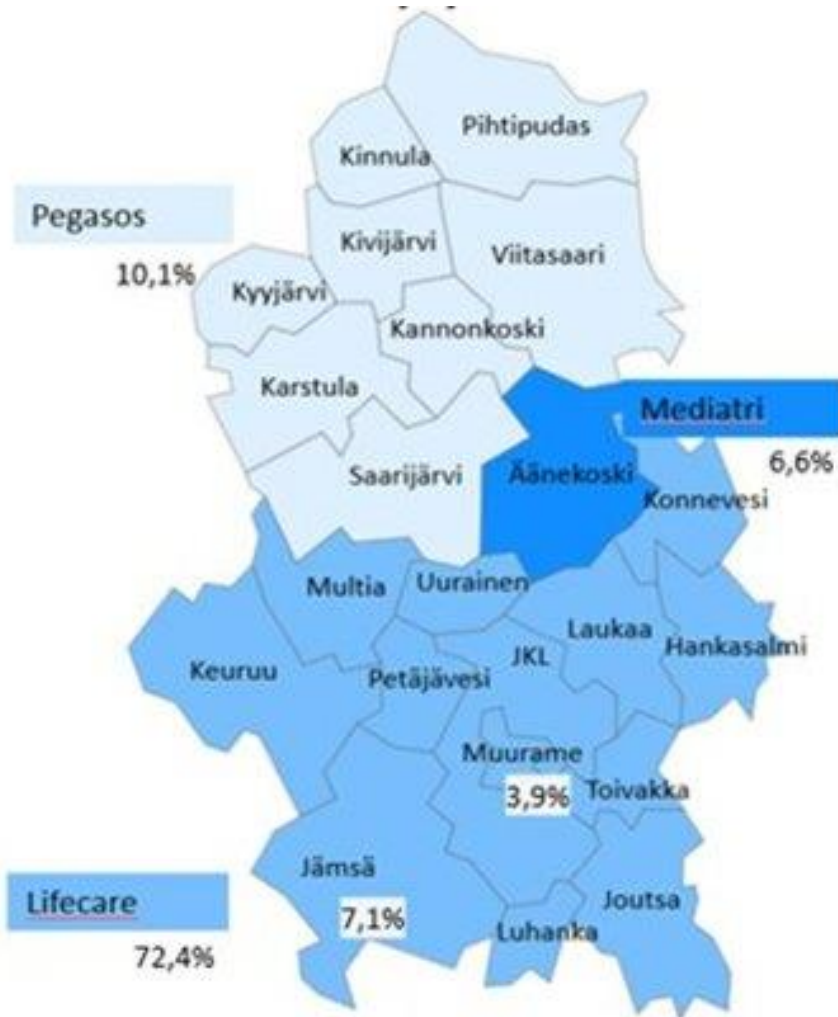 Pihtipudas
Kinnula
Pegasos
Kivijärvi
Viitasaari
10,1%
Kyyjärvi
Kannonkoski
Karstula
Mediatri
6,6%
Saarijärvi
Äänekoski
Konnevesi
Multia
Uurainen
Laukaa
Hankasalmi
Keuruu
Petäjävesi
JKL
Muurame
3,9%
Toivakka
Jämsä
7,1%
Lifecare
72,4%
Luhanka
Joutsa